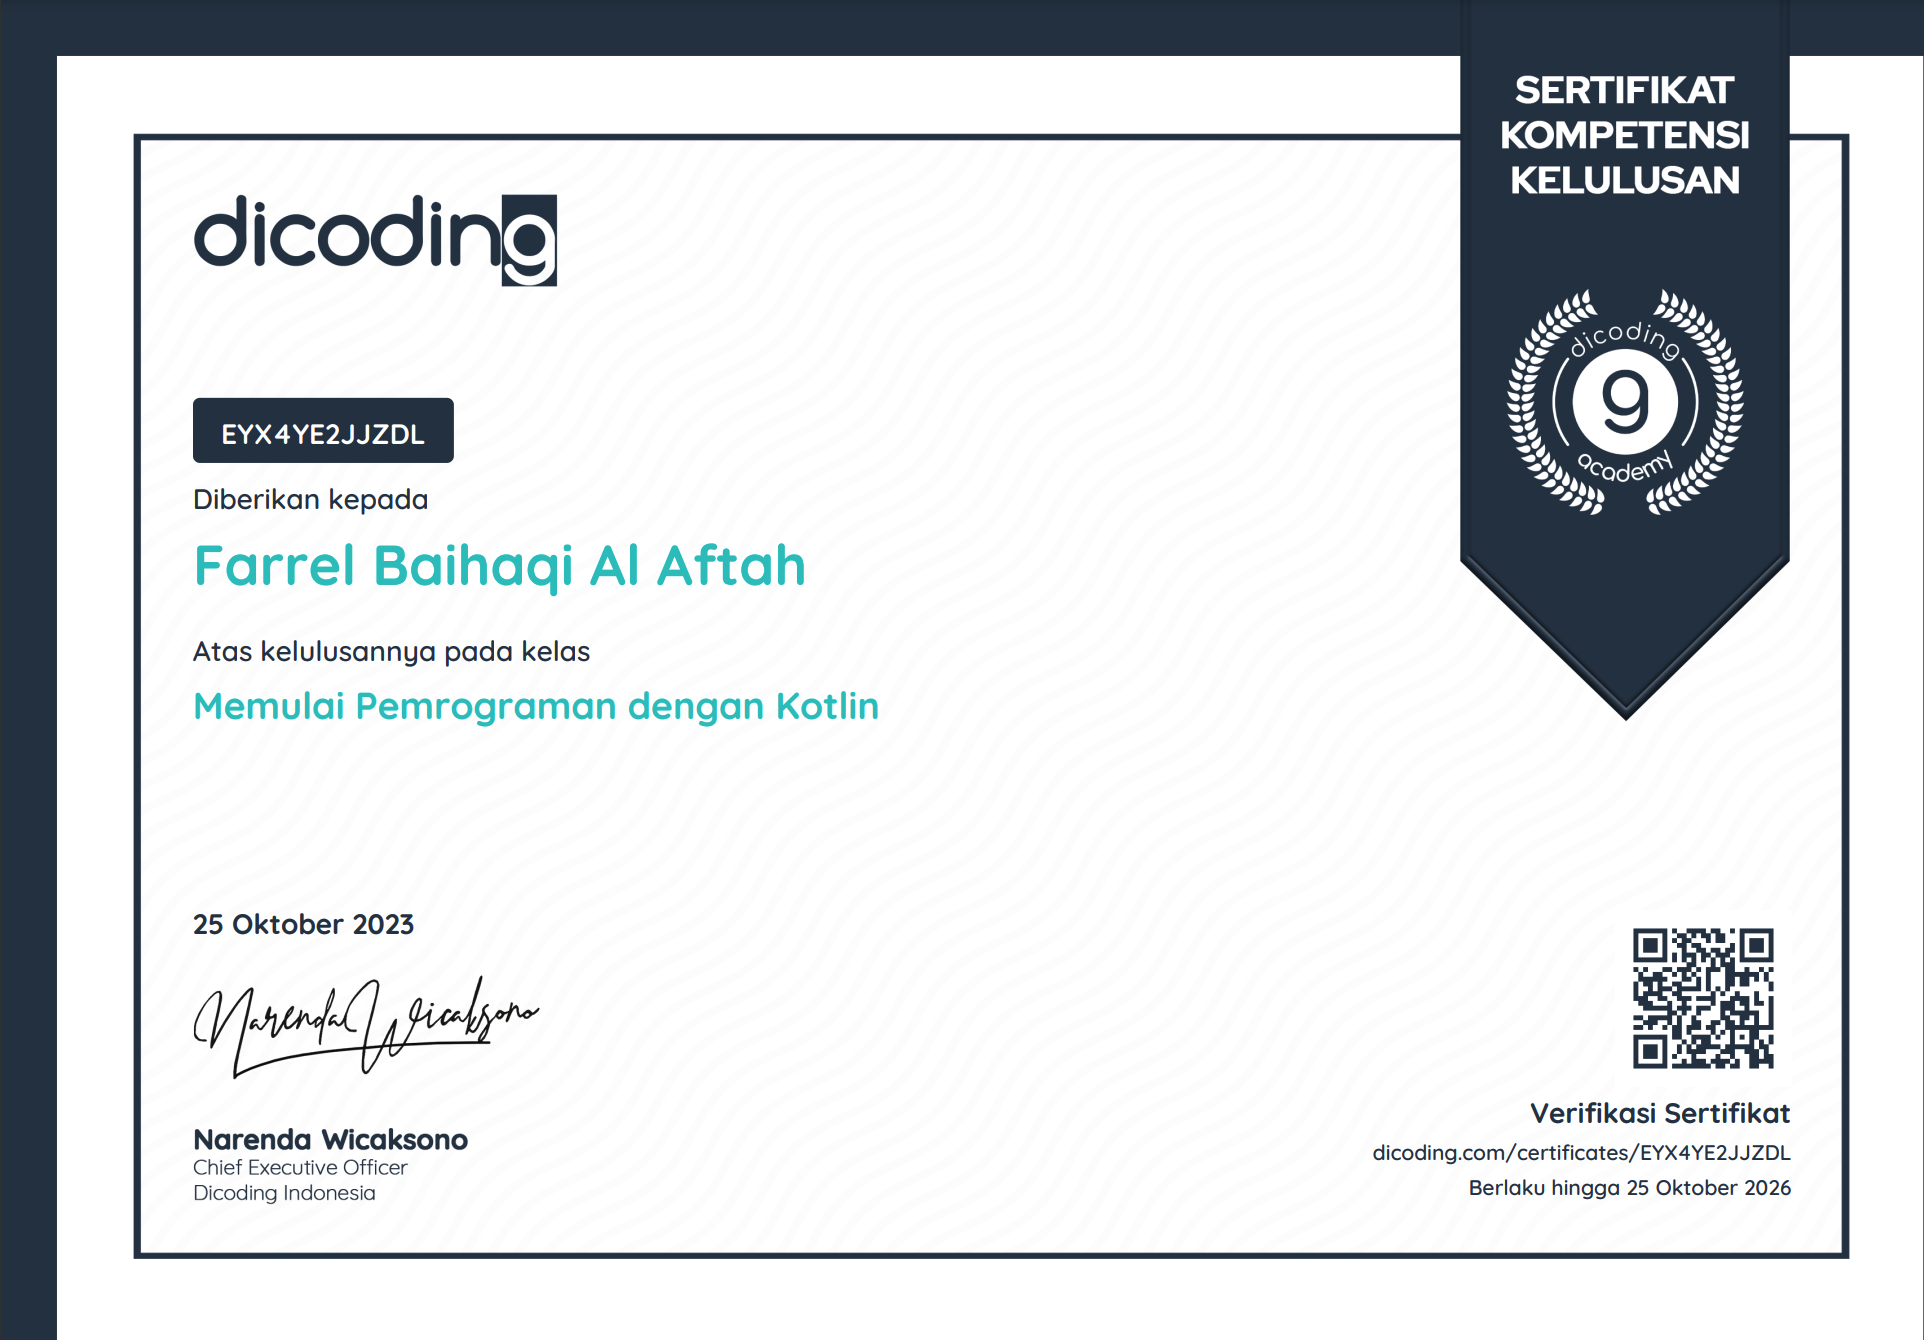 SERTIFIKAT
KOMPETENSI
KELULUSAN
dicoding
dicoding
g
academy
EYX4YE2JJZDL
Diberikan kepada
Farrel Baihaqi Al Aftah
Atas kelulusannya pada kelas
Memulai Pemrograman dengan Kotlin
25 Oktober 2023
Narenda Wicaksono
Narenda Wicaksono
Chief Executive Officer
Dicoding Indonesia
Verifikasi Sertifikat
dicoding.com/certificates/EYX4YE2JJZDL
Berlaku hingga 25 Oktober 2026